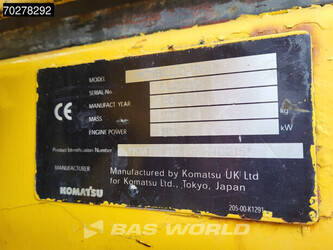 70278292
MODEL
SERIAL No.
MANUFACT YEAR
MASS kg
ENGINE POWER kW
Product Identification Number
MANUFACTURER Manufactured by Komatsu UK Ltd
for Komatsu Ltd., Tokyo, Japan
CE
KOMATSU
205-00-K1291
BAS WORLD